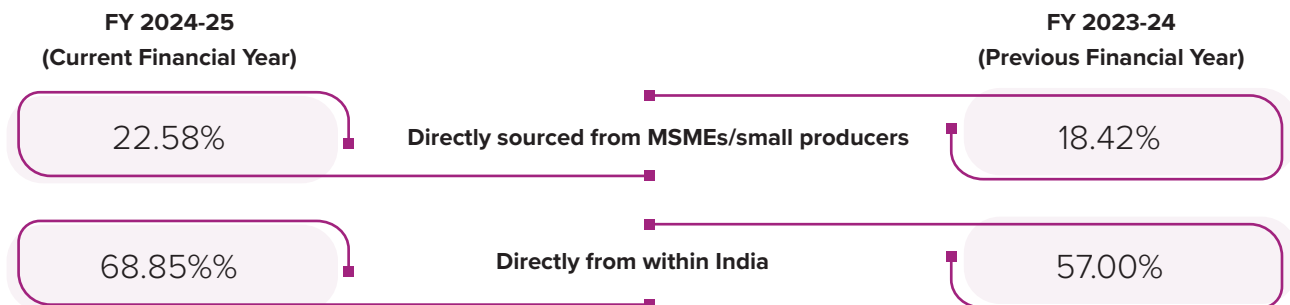 FY 2024-25
(Current Financial Year)
FY 2023-24
(Previous Financial Year)
22.58%
Directly sourced from MSMEs/small producers
18.42%
68.85%%
Directly from within India
57.00%